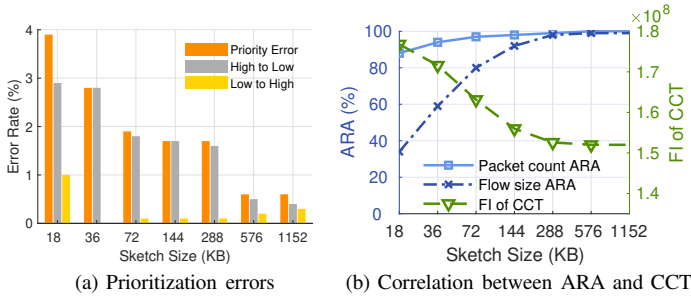 4
3
2
1
0
Error Rate (%)
Priority Error
High to Low
Low to High
18 36 72 144 288 576 1152
Sketch Size (KB)
(a) Prioritization errors
×10⁸
100
80
60
40
20
0
ARA (%)
1.8
1.7
1.6
1.5
1.4
FI of CCT
Packet count ARA
Flow size ARA
FI of CCT
18 36 72 144 288 576 1152
Sketch Size (KB)
(b) Correlation between ARA and CCT